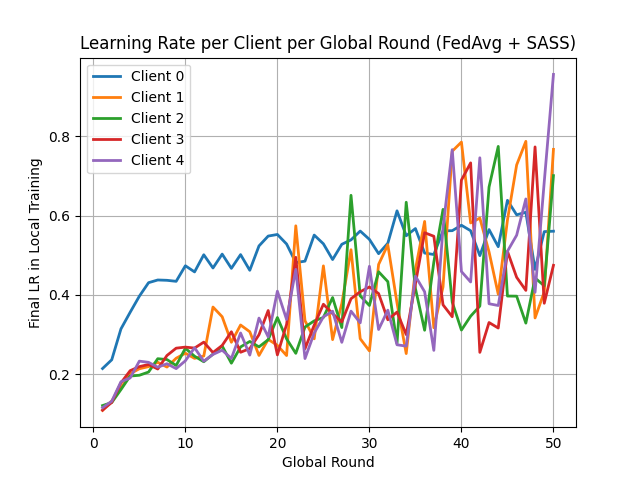 Learning Rate per Client per Global Round (FedAvg + SASS)
Client 0
Client 1
Client 2
Client 3
Client 4
Final LR in Local Training
0.8
0.6
0.4
0.2
0 10 20 30 40 50
Global Round